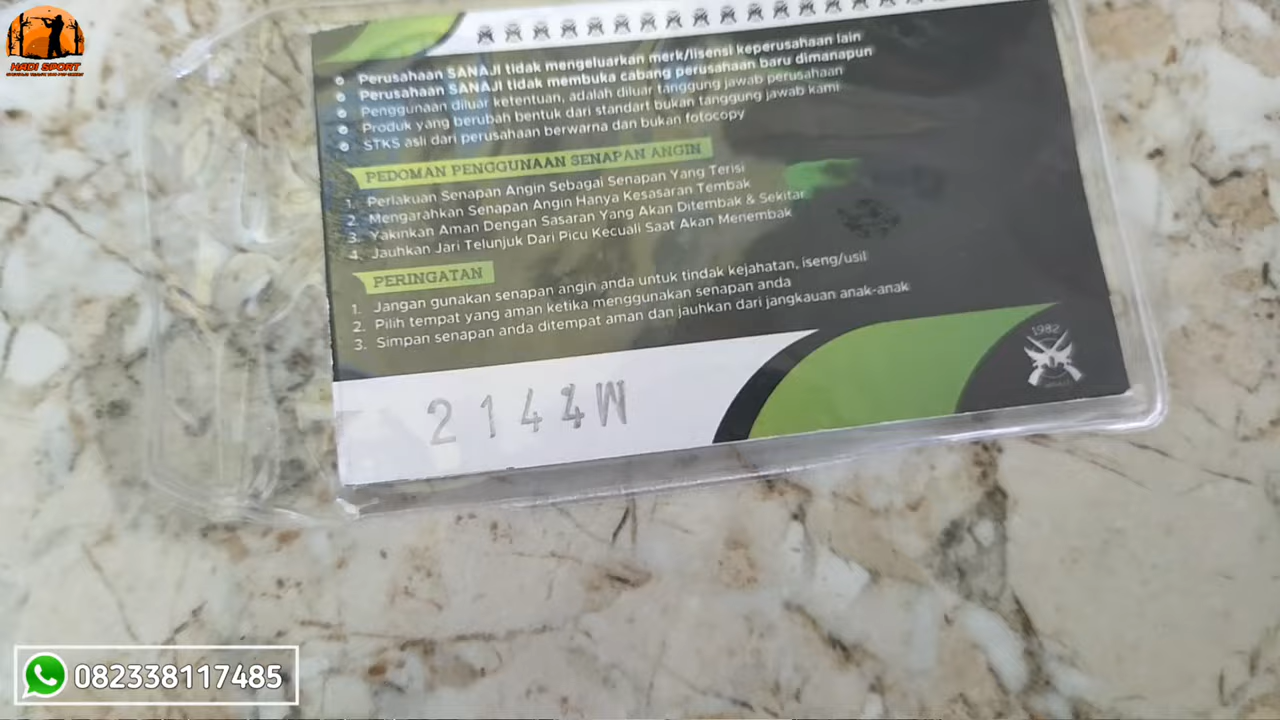 HADI SPORT
Perusahaan SANAJI tidak mengeluarkan merk/lisensi keperusahaan lain
Perusahaan SANAJI tidak membuka cabang perusahaan baru dimanapun
Penggunaan diluar ketentuan, adalah diluar tanggung jawab perusahaan
Produk yang berubah bentuk dari standart bukan tanggung jawab kami
STKS asli dari perusahaan berwarna dan bukan fotocopy
PEDOMAN PENGGUNAAN SENAPAN ANGIN
1. Perlakuan Senapan Angin Sebagai Senapan Yang Terisi
2. Mengarahkan Senapan Angin Hanya Kesasaran Tembak
3. Yakinkan Aman Dengan Sasaran Yang Akan Ditembak & Sekitar
4. Jauhkan Jari Telunjuk Dari Picu Kecuali Saat Akan Menembak
PERINGATAN
1. Jangan gunakan senapan angin anda untuk tindak kejahatan, iseng/usil
2. Pilih tempat yang aman ketika menggunakan senapan anda
3. Simpan senapan anda ditempat aman dan jauhkan dari jangkauan anak-anak
1982
2144W
082338117485